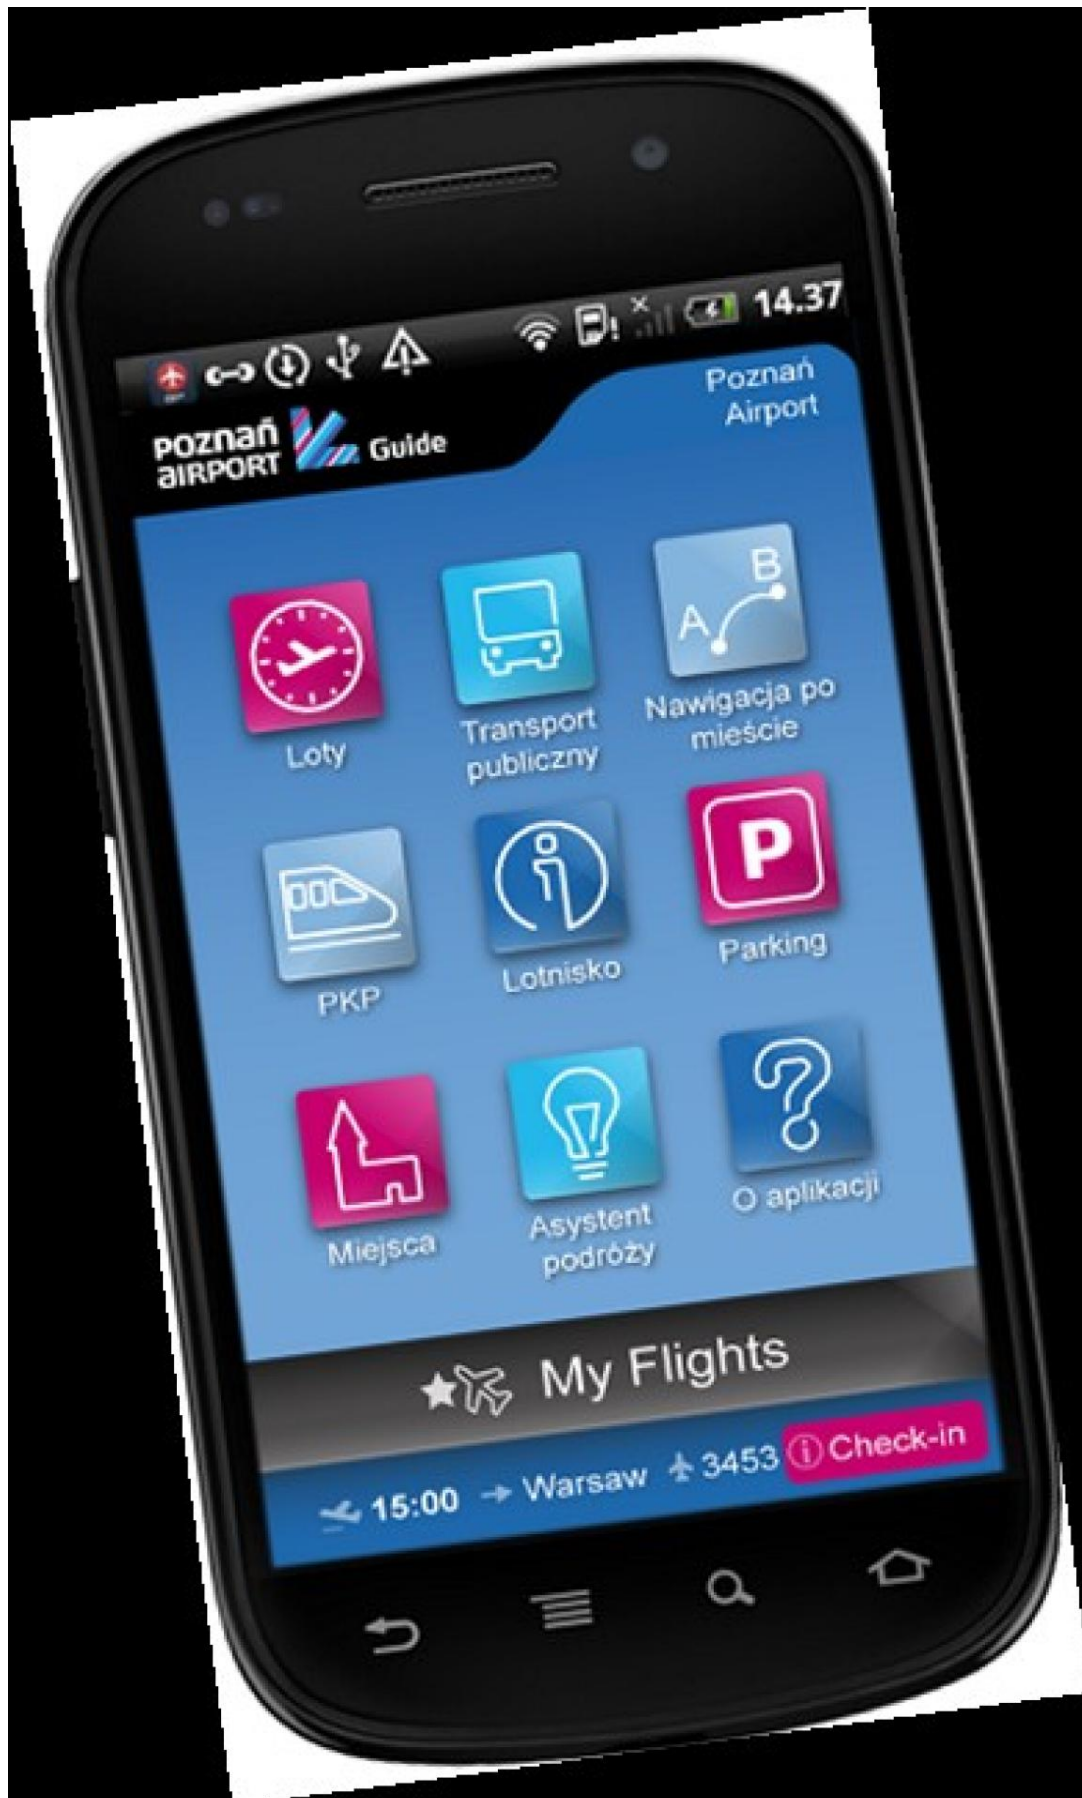 14.37
Poznań
AIRPORT
Guide
Poznań
Airport
A
B
Loty
Transport
publiczny
Nawigacja po
mieście
P
PKP
Lotnisko
Parking
Miejsca
Asystent
podróży
O aplikacji
My Flights
15:00 → Warsaw 3453 Check-in